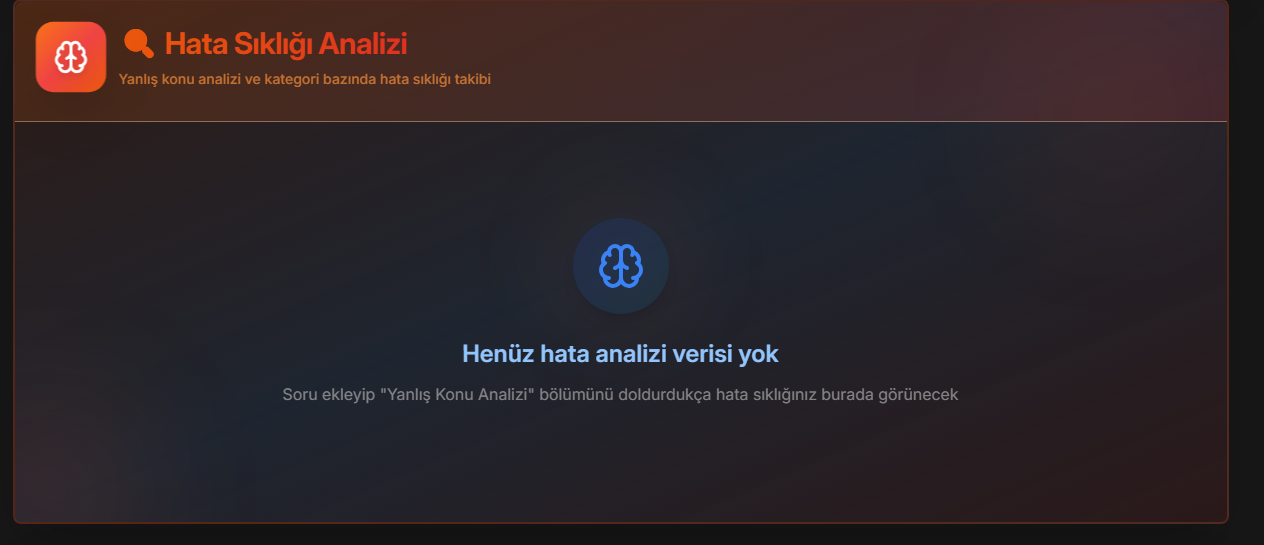 Hata Sıklığı Analizi
Yanlış konu analizi ve kategori bazında hata sıklığı takibi
Henüz hata analizi verisi yok
Soru ekleyip "Yanlış Konu Analizi" bölümünü doldurdukça hata sıklığınız burada görünecek